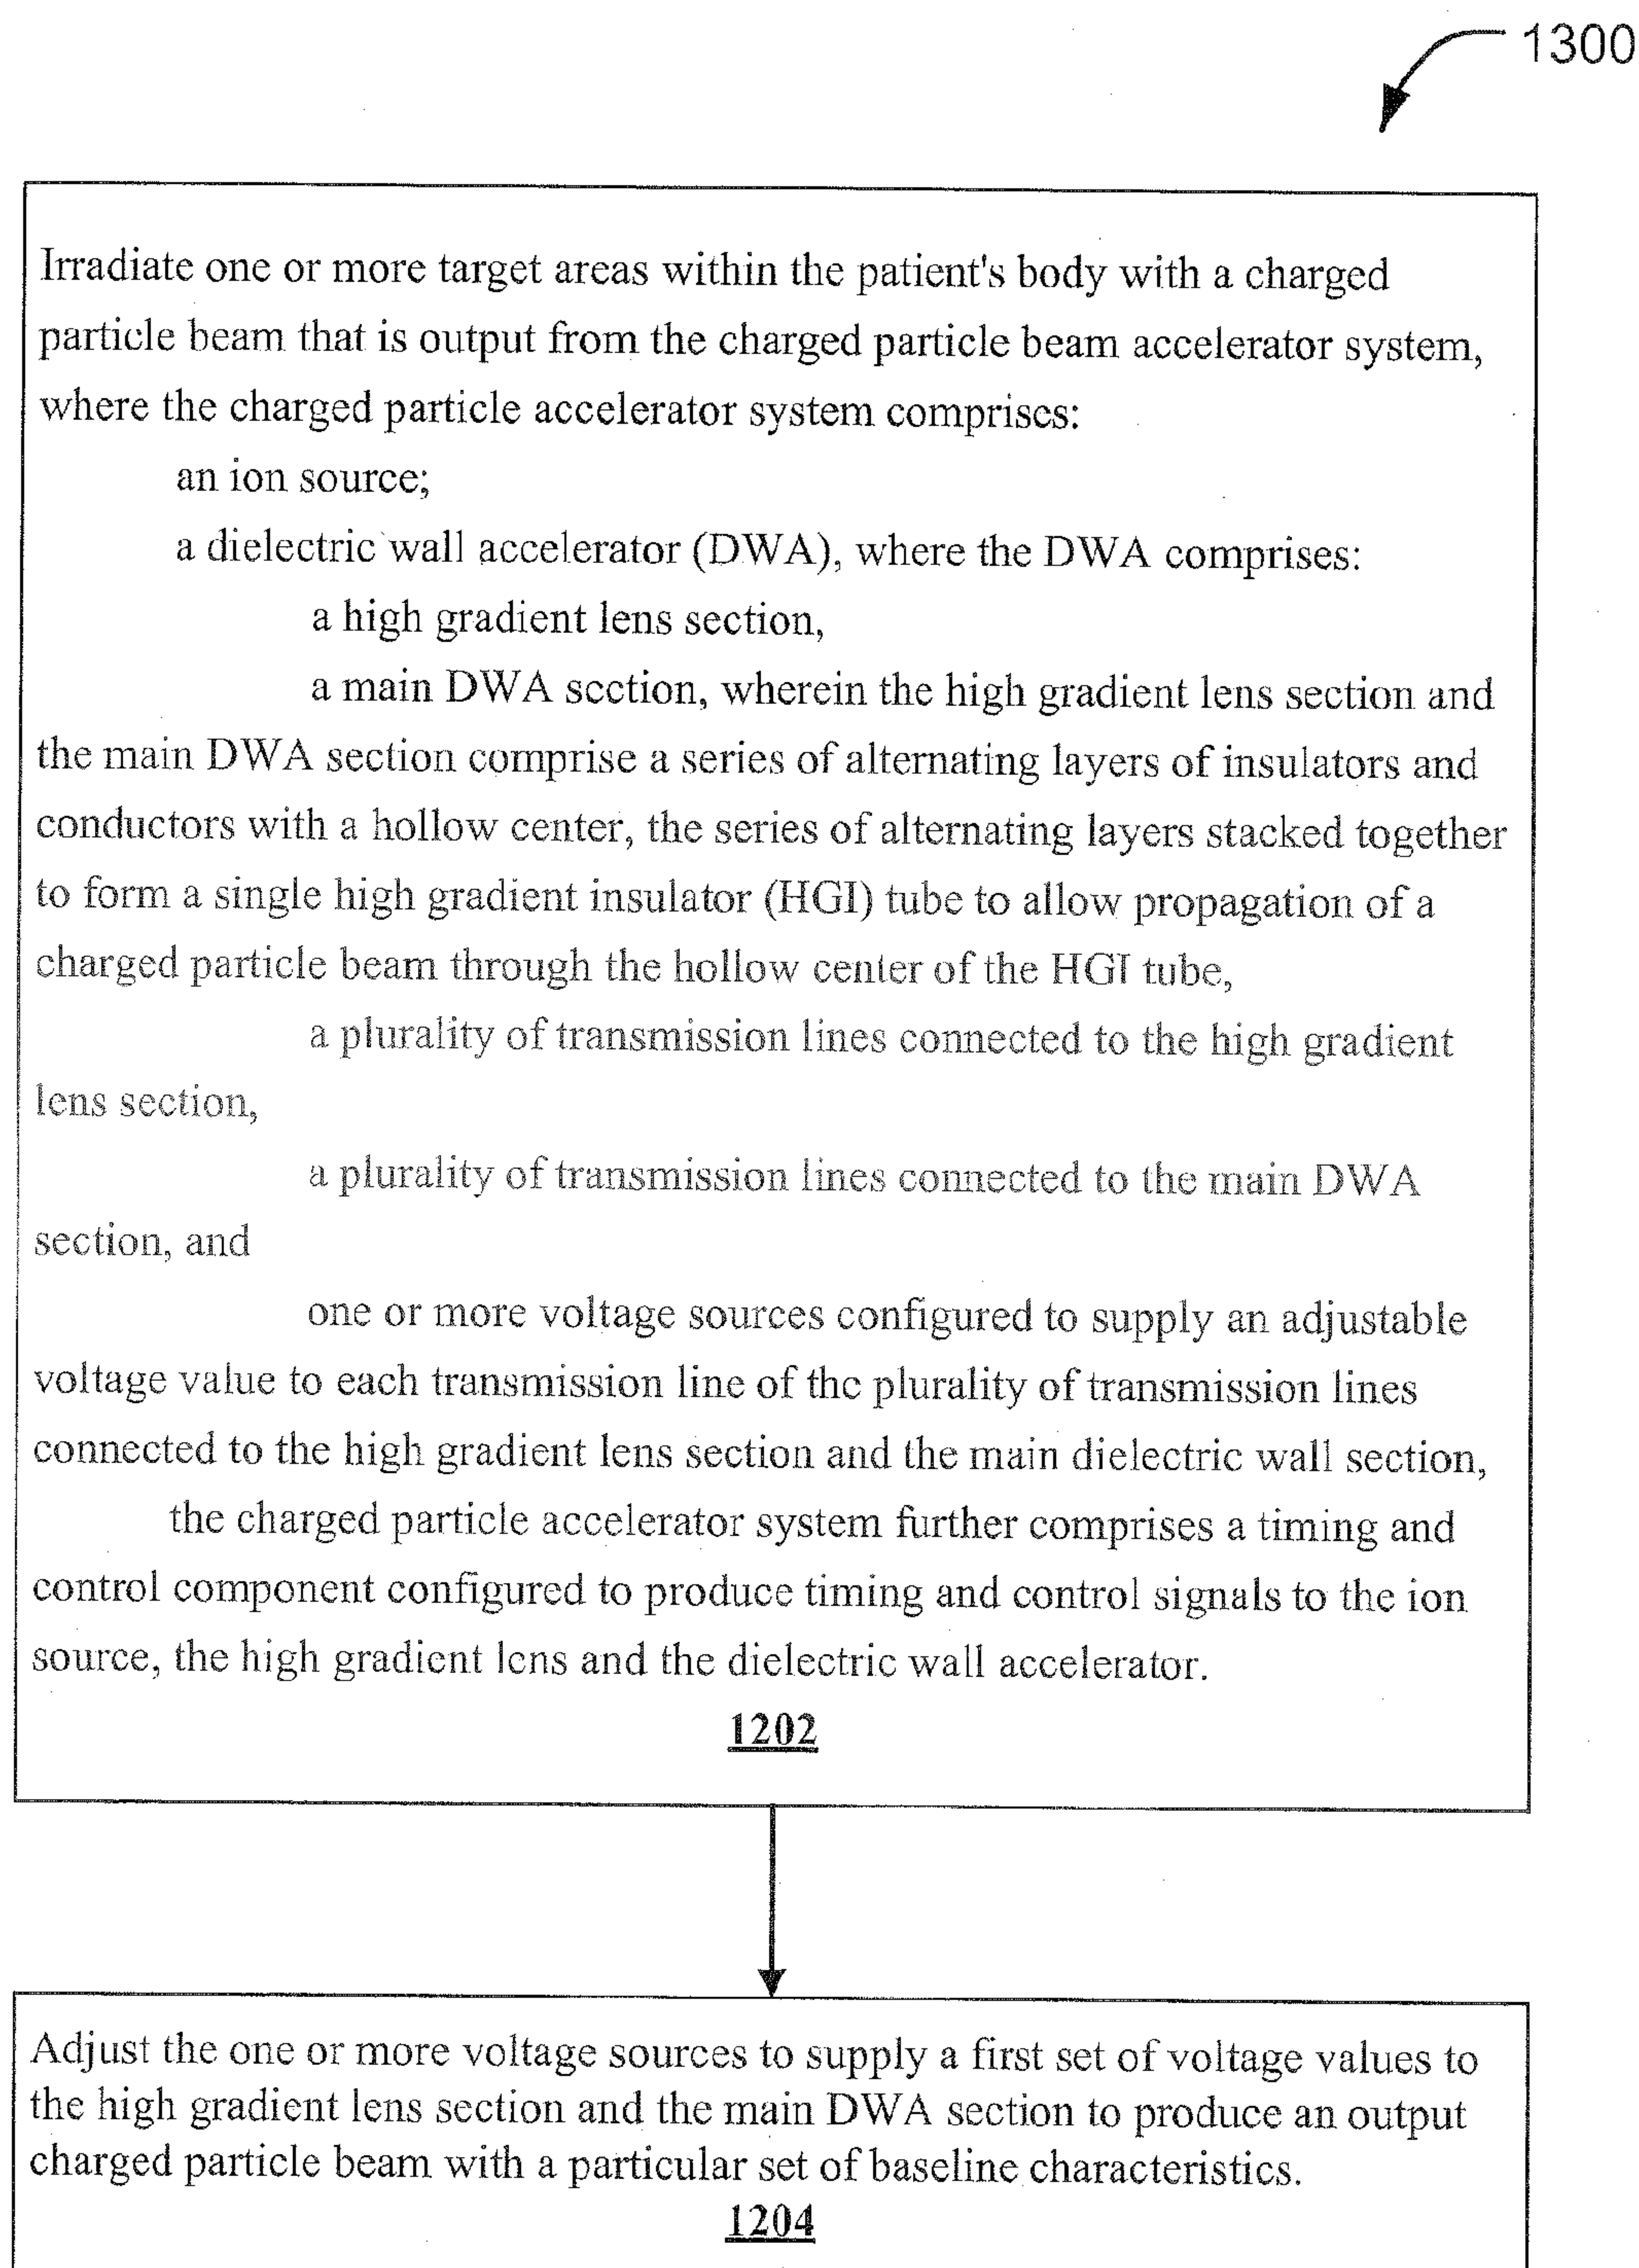 1300
Irradiate one or more target areas within the patient's body with a charged
particle beam that is output from the charged particle beam accelerator system,
where the charged particle accelerator system comprises:
an ion source;
a dielectric wall accelerator (DWA), where the DWA comprises:
a high gradient lens section,
a main DWA section, wherein the high gradient lens section and
the main DWA section comprise a series of alternating layers of insulators and
conductors with a hollow center, the series of alternating layers stacked together
to form a single high gradient insulator (HGI) tube to allow propagation of a
charged particle beam through the hollow center of the HGI tube,
a plurality of transmission lines connected to the high gradient
lens section,
a plurality of transmission lines connected to the main DWA
section, and
one or more voltage sources configured to supply an adjustable
voltage value to each transmission line of the plurality of transmission lines
connected to the high gradient lens section and the main dielectric wall section,
the charged particle accelerator system further comprises a timing and
control component configured to produce timing and control signals to the ion
source, the high gradient lens and the dielectric wall accelerator.
1202
Adjust the one or more voltage sources to supply a first set of voltage values to
the high gradient lens section and the main DWA section to produce an output
charged particle beam with a particular set of baseline characteristics.
1204